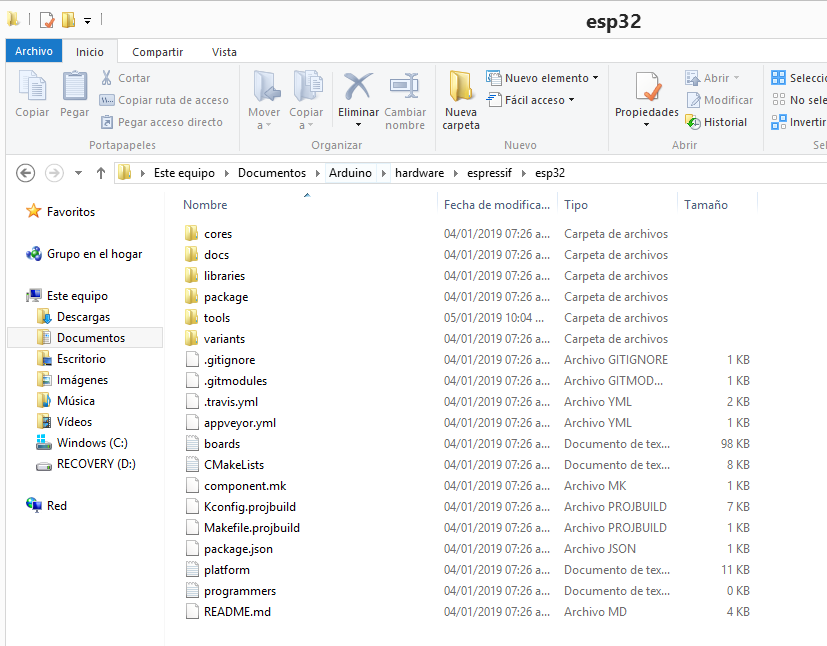 esp32
Archivo Inicio Compartir Vista
Copiar
Pegar
Cortar
Copiar ruta de acceso
Pegar acceso directo
Portapapeles
Mover a
Copiar a
Eliminar
Cambiar nombre
Organizar
Nueva carpeta
Nuevo elemento
Fácil acceso
Nuevo
Propiedades
Abrir
Modificar
Historial
Abrir
Selecci
No sele
Invertir
Sel
Este equipo Documentos Arduino hardware espressif esp32
Favoritos
Grupo en el hogar
Este equipo
Descargas
Documentos
Escritorio
Imágenes
Música
Vídeos
Windows (C:)
RECOVERY (D:)
Red
Nombre Fecha de modifica... Tipo Tamaño
cores 04/01/2019 07:26 a... Carpeta de archivos
docs 04/01/2019 07:26 a... Carpeta de archivos
libraries 04/01/2019 07:26 a... Carpeta de archivos
package 04/01/2019 07:26 a... Carpeta de archivos
tools 05/01/2019 10:04 ... Carpeta de archivos
variants 04/01/2019 07:26 a... Carpeta de archivos
.gitignore 04/01/2019 07:26 a... Archivo GITIGNORE 1 KB
.gitmodules 04/01/2019 07:26 a... Archivo GITMOD... 1 KB
.travis.yml 04/01/2019 07:26 a... Archivo YML 2 KB
appveyor.yml 04/01/2019 07:26 a... Archivo YML 1 KB
boards 04/01/2019 07:26 a... Documento de tex... 98 KB
CMakeLists 04/01/2019 07:26 a... Documento de tex... 8 KB
component.mk 04/01/2019 07:26 a... Archivo MK 1 KB
Kconfig.projbuild 04/01/2019 07:26 a... Archivo PROJBUILD 7 KB
Makefile.projbuild 04/01/2019 07:26 a... Archivo PROJBUILD 1 KB
package.json 04/01/2019 07:26 a... Archivo JSON 1 KB
platform 04/01/2019 07:26 a... Documento de tex... 11 KB
programmers 04/01/2019 07:26 a... Documento de tex... 0 KB
README.md 04/01/2019 07:26 a... Archivo MD 4 KB